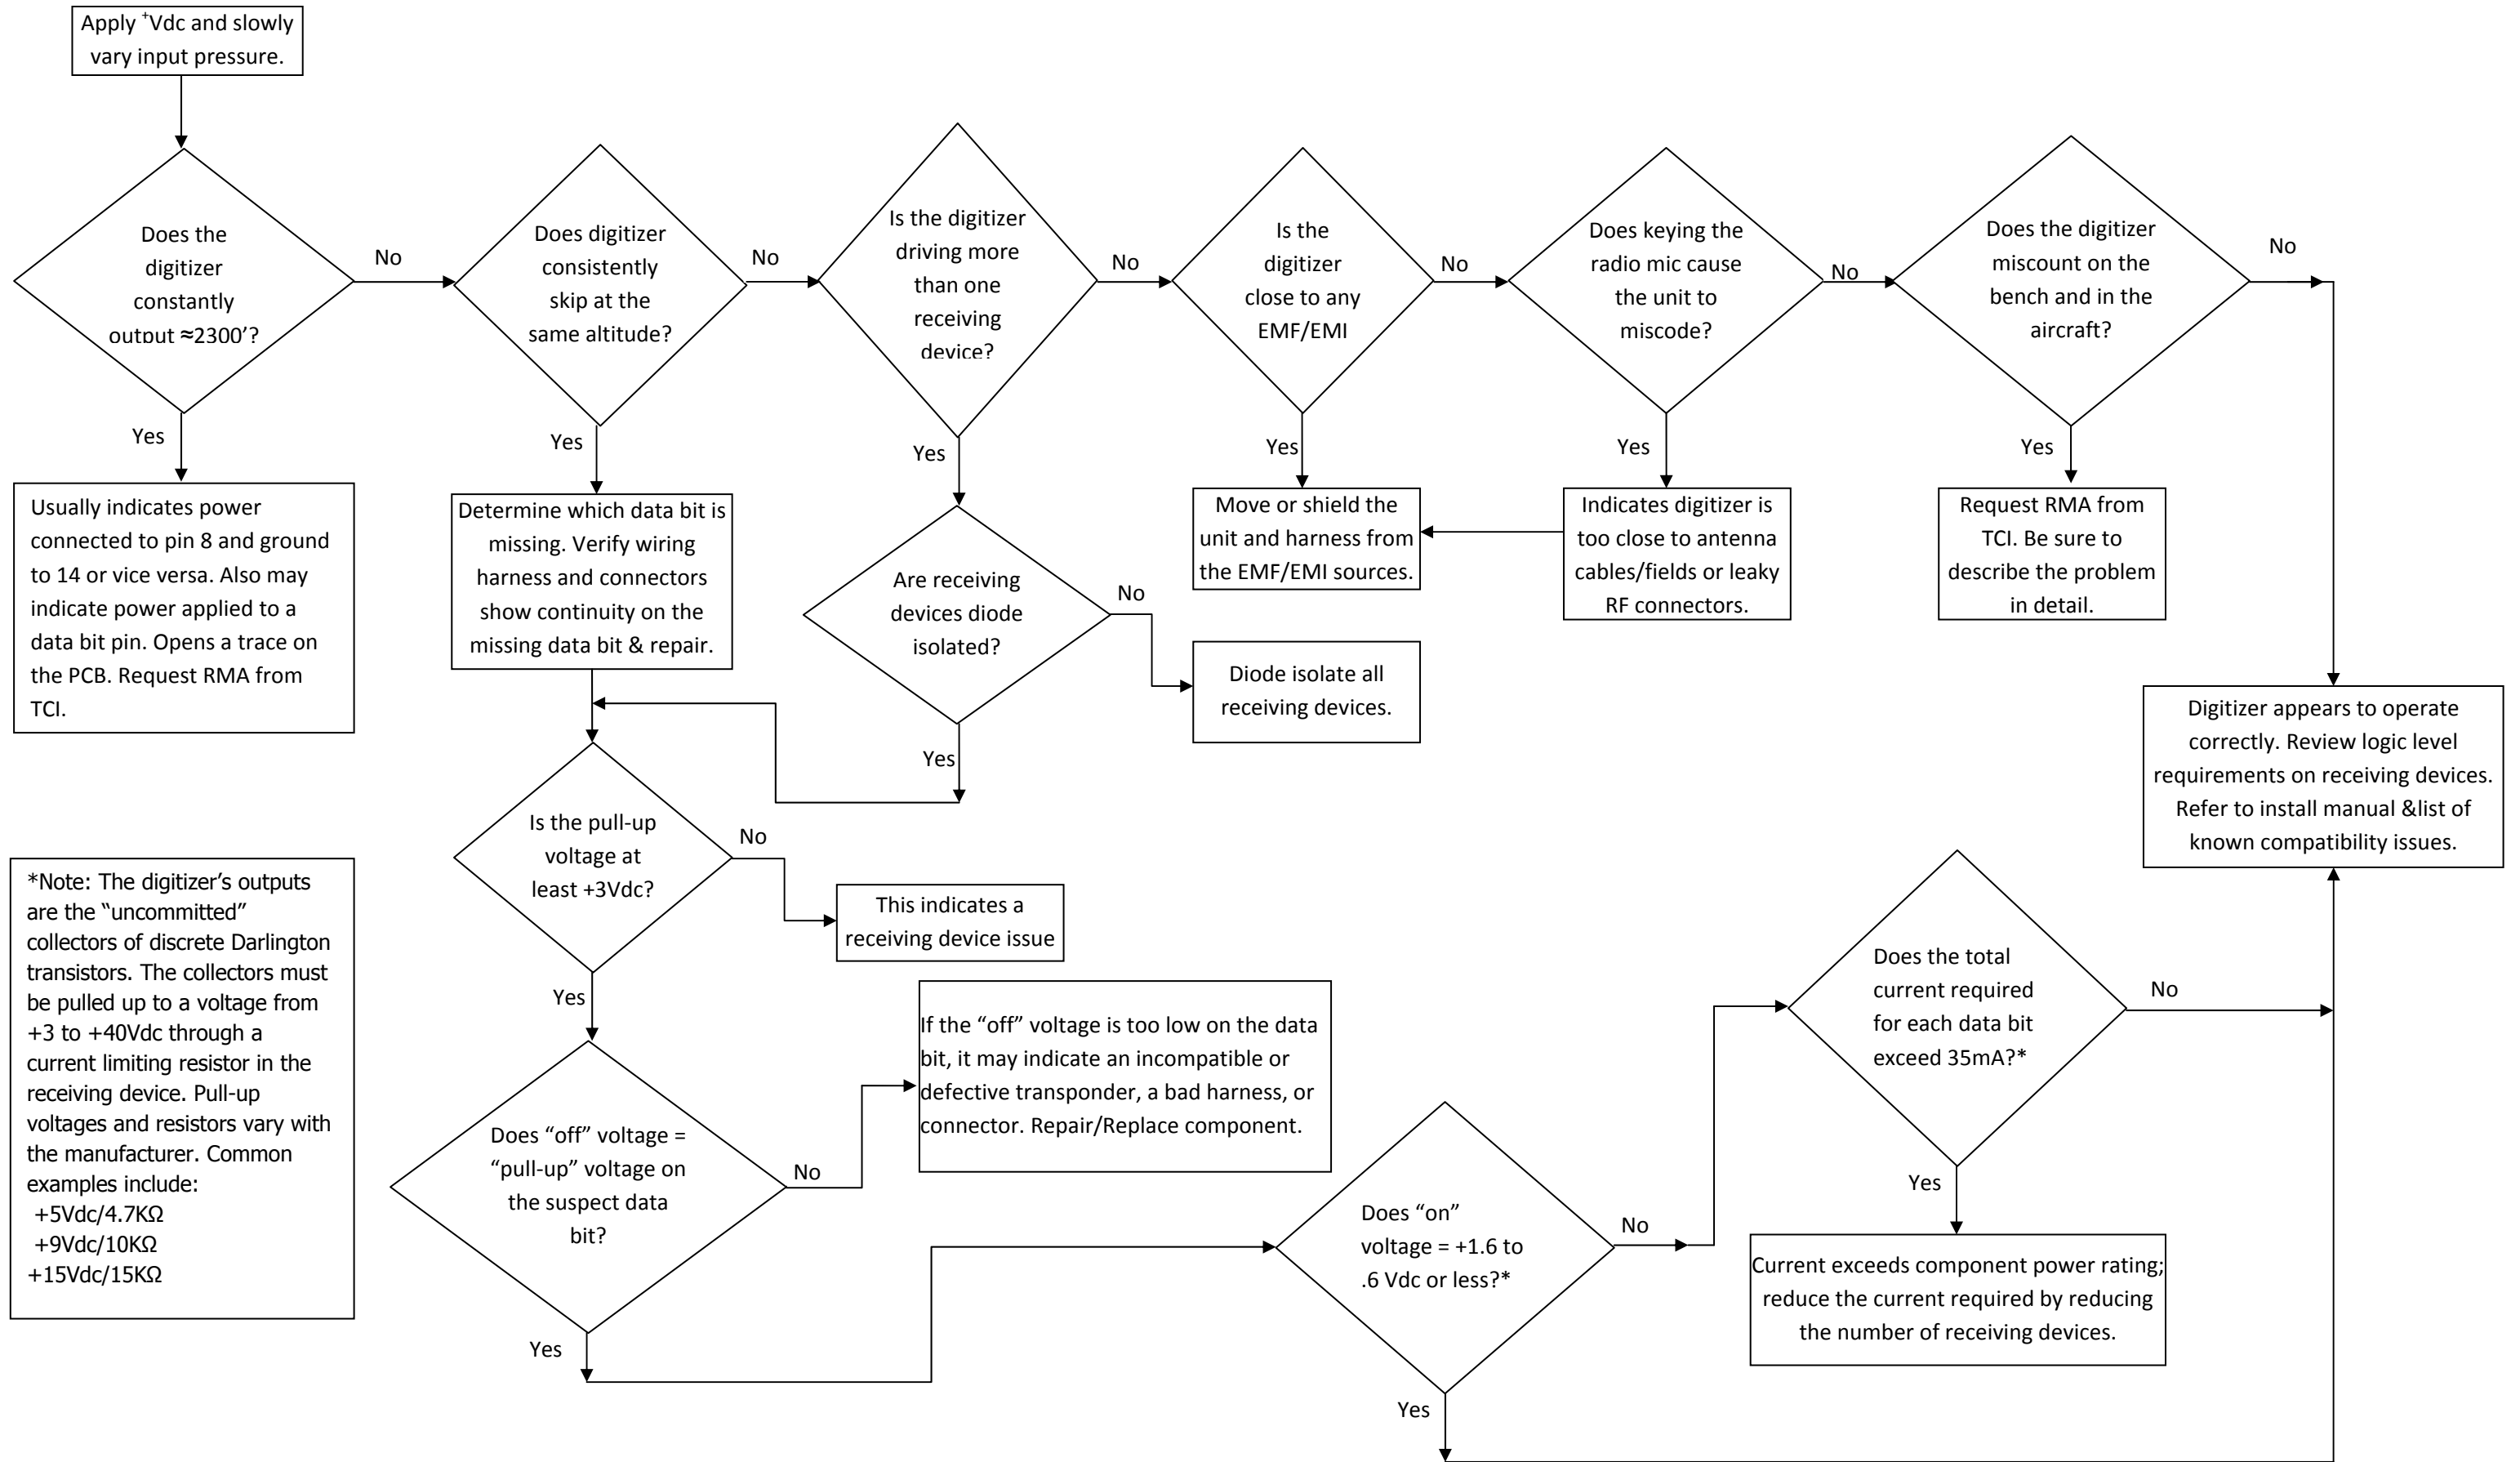 Apply +Vdc and slowly
vary input pressure.
Does the
digitizer
constantly
output ≈2300’?
No
Yes
Usually indicates power
connected to pin 8 and ground
to 14 or vice versa. Also may
indicate power applied to a
data bit pin. Opens a trace on
the PCB. Request RMA from
TCI.
Does digitizer
consistently
skip at the
same altitude?
No
Yes
Determine which data bit is
missing. Verify wiring
harness and connectors
show continuity on the
missing data bit & repair.
Is the digitizer
driving more
than one
receiving
device?
No
Yes
Are receiving
devices diode
isolated?
No
Yes
Diode isolate all
receiving devices.
Is the
digitizer
close to any
EMF/EMI
No
Yes
Move or shield the
unit and harness from
the EMF/EMI sources.
Does keying the
radio mic cause
the unit to
miscode?
No
Yes
Indicates digitizer is
too close to antenna
cables/fields or leaky
RF connectors.
Does the digitizer
miscount on the
bench and in the
aircraft?
No
Yes
Request RMA from
TCI. Be sure to
describe the problem
in detail.
Digitizer appears to operate
correctly. Review logic level
requirements on receiving devices.
Refer to install manual &list of
known compatibility issues.
Is the pull-up
voltage at
least +3Vdc?
No
Yes
This indicates a
receiving device issue
Does “off” voltage =
“pull-up” voltage on
the suspect data
bit?
No
Yes
If the “off” voltage is too low on the data
bit, it may indicate an incompatible or
defective transponder, a bad harness, or
connector. Repair/Replace component.
Does “on”
voltage = +1.6 to
.6 Vdc or less?*
No
Yes
Does the total
current required
for each data bit
exceed 35mA?*
No
Yes
Current exceeds component power rating;
reduce the current required by reducing
the number of receiving devices.
*Note: The digitizer’s outputs
are the “uncommitted”
collectors of discrete Darlington
transistors. The collectors must
be pulled up to a voltage from
+3 to +40Vdc through a
current limiting resistor in the
receiving device. Pull-up
voltages and resistors vary with
the manufacturer. Common
examples include:
+5Vdc/4.7KΩ
+9Vdc/10KΩ
+15Vdc/15KΩ